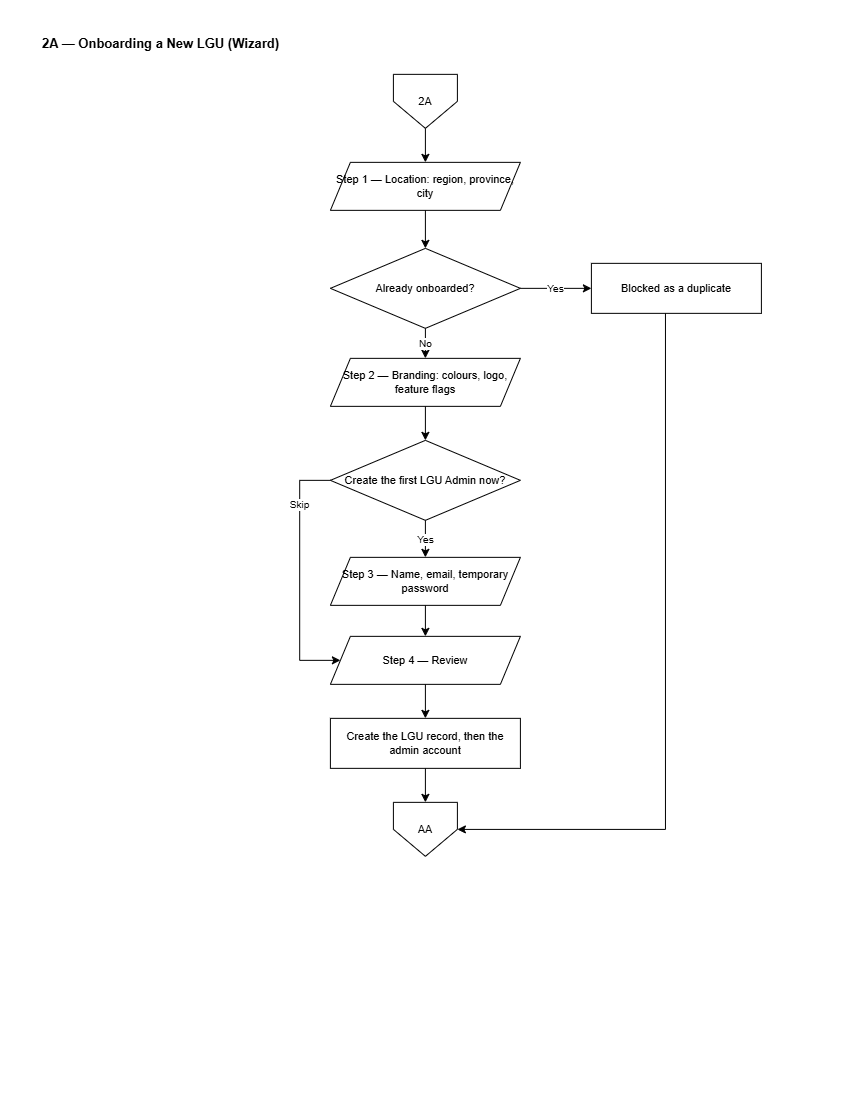 2A — Onboarding a New LGU (Wizard)
2A
Step 1 — Location: region, province,
city
Already onboarded?
Yes
Blocked as a duplicate
No
Step 2 — Branding: colours, logo,
feature flags
Create the first LGU Admin now?
Skip
Yes
Step 3 — Name, email, temporary
password
Step 4 — Review
Create the LGU record, then the
admin account
AA